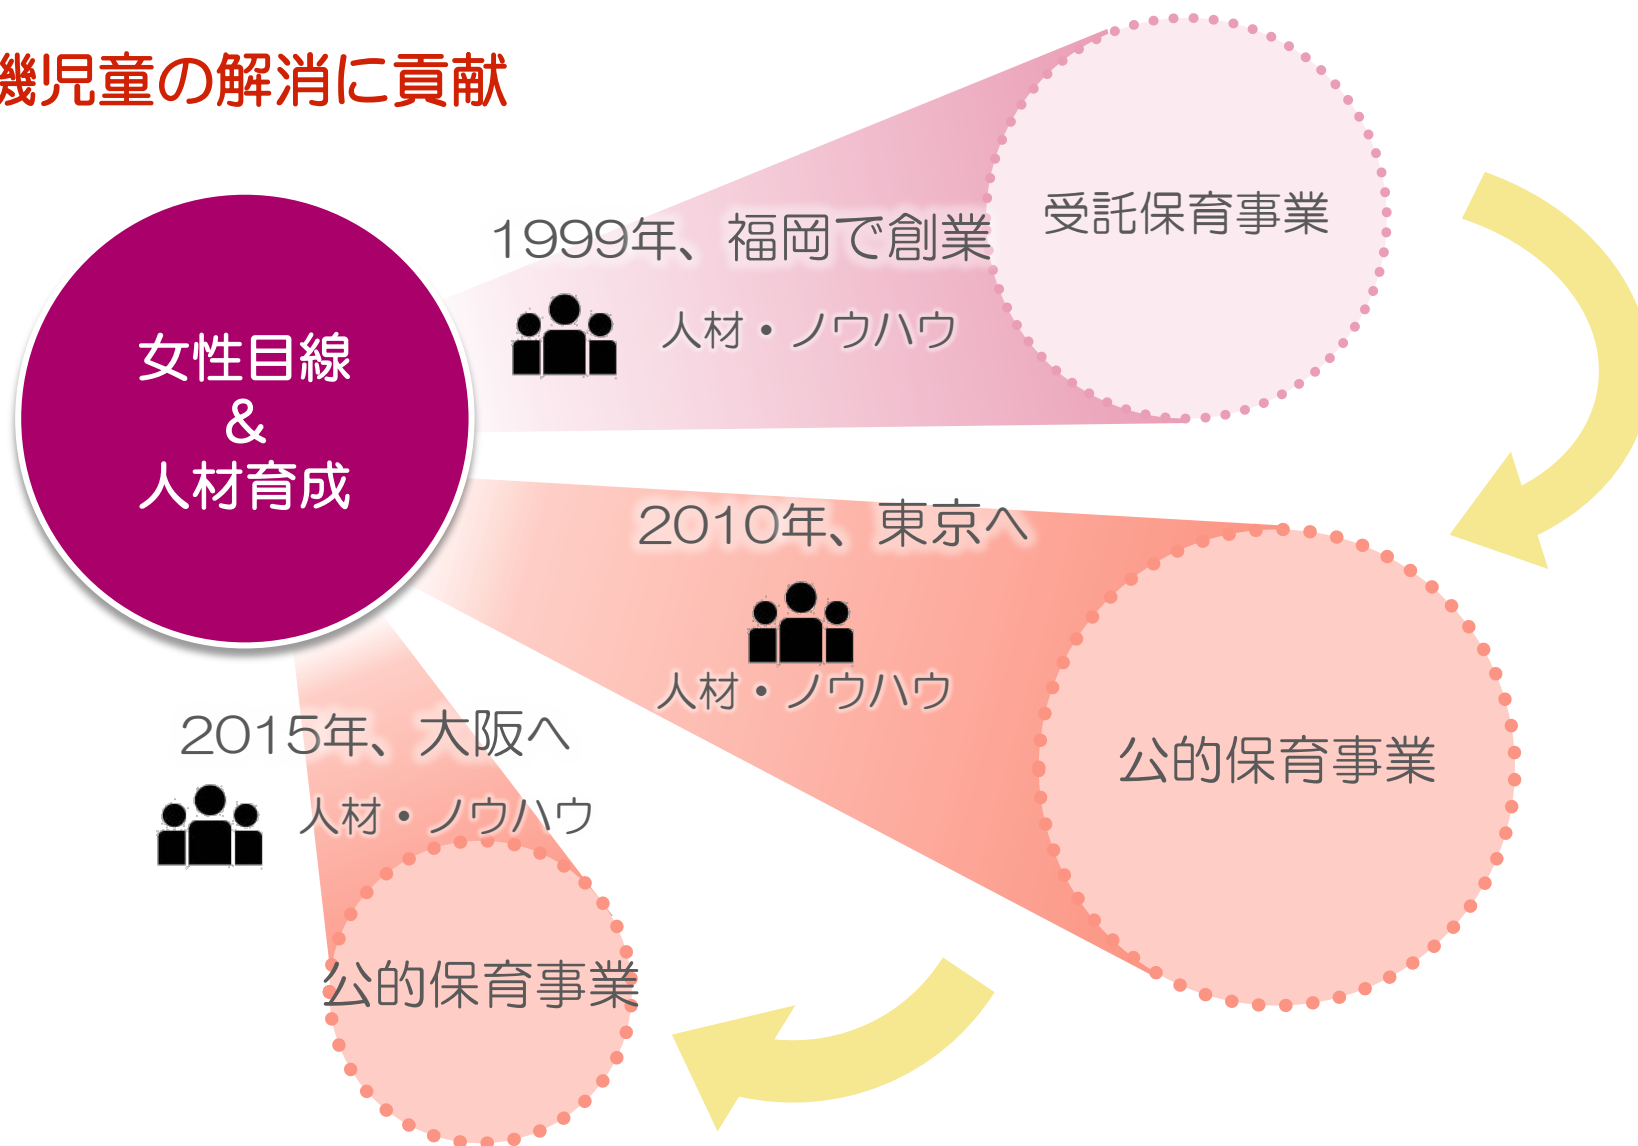 機児童の解消に貢献
受託保育事業
1999年、福岡で創業
人材・ノウハウ
女性目線
&
人材育成
2010年、東京へ
人材・ノウハウ
公的保育事業
2015年、大阪へ
人材・ノウハウ
公的保育事業